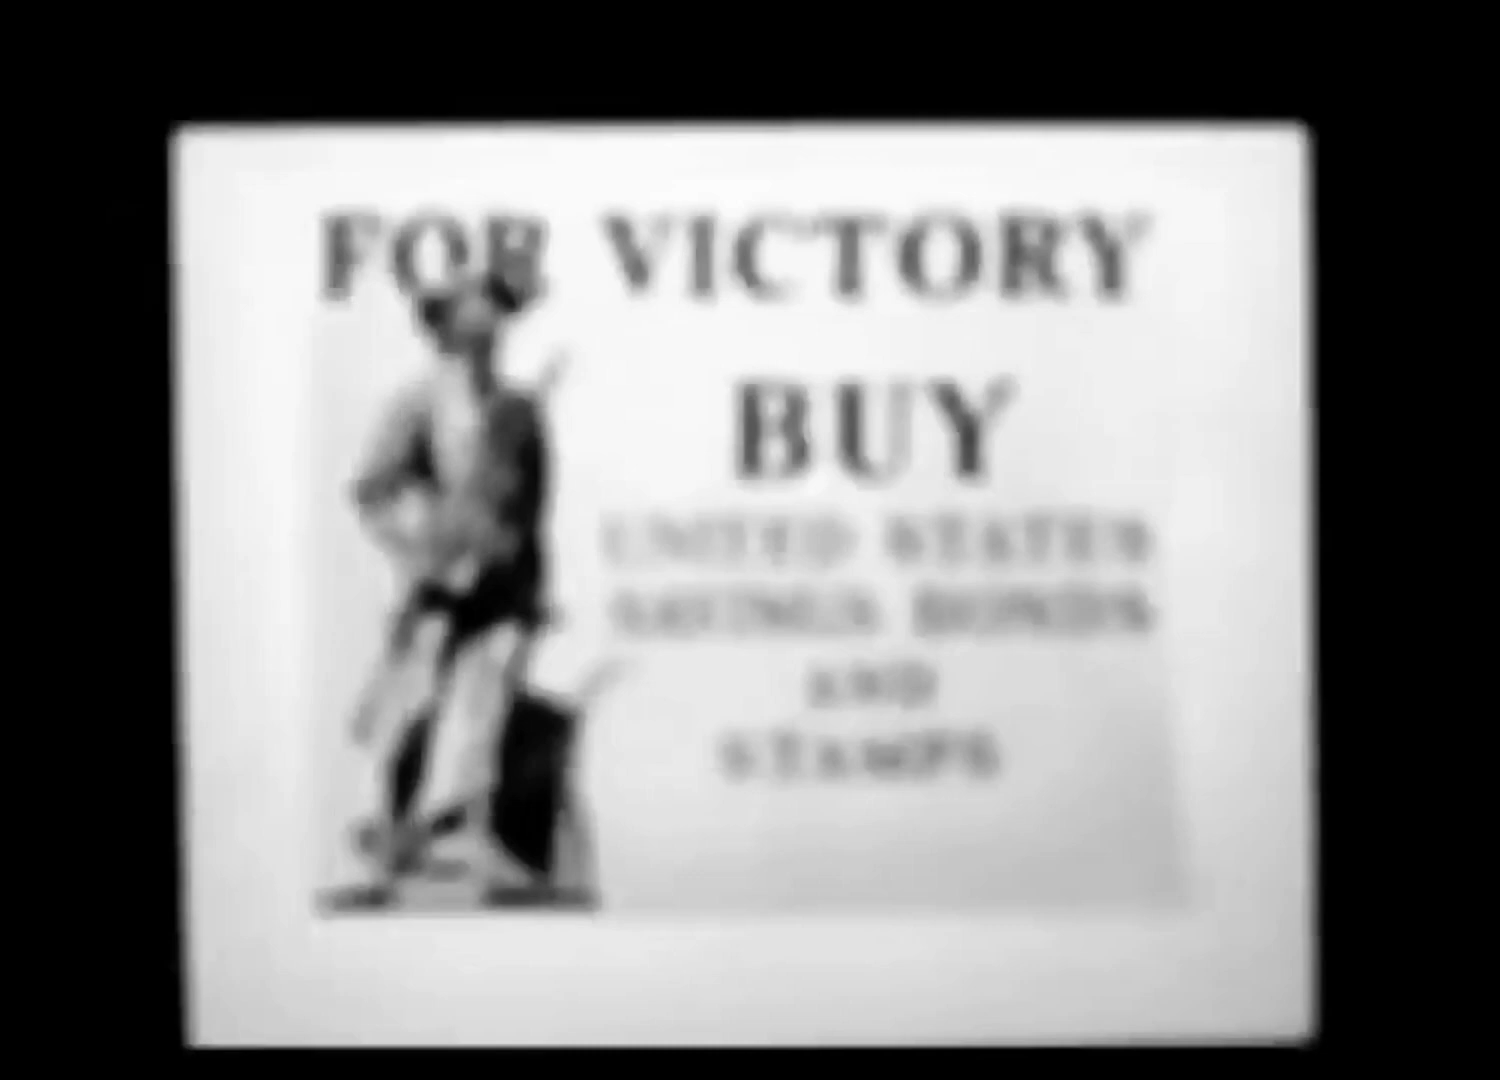 FOR VICTORY
BUY
UNITED STATES
SAVINGS BONDS
AND
STAMPS